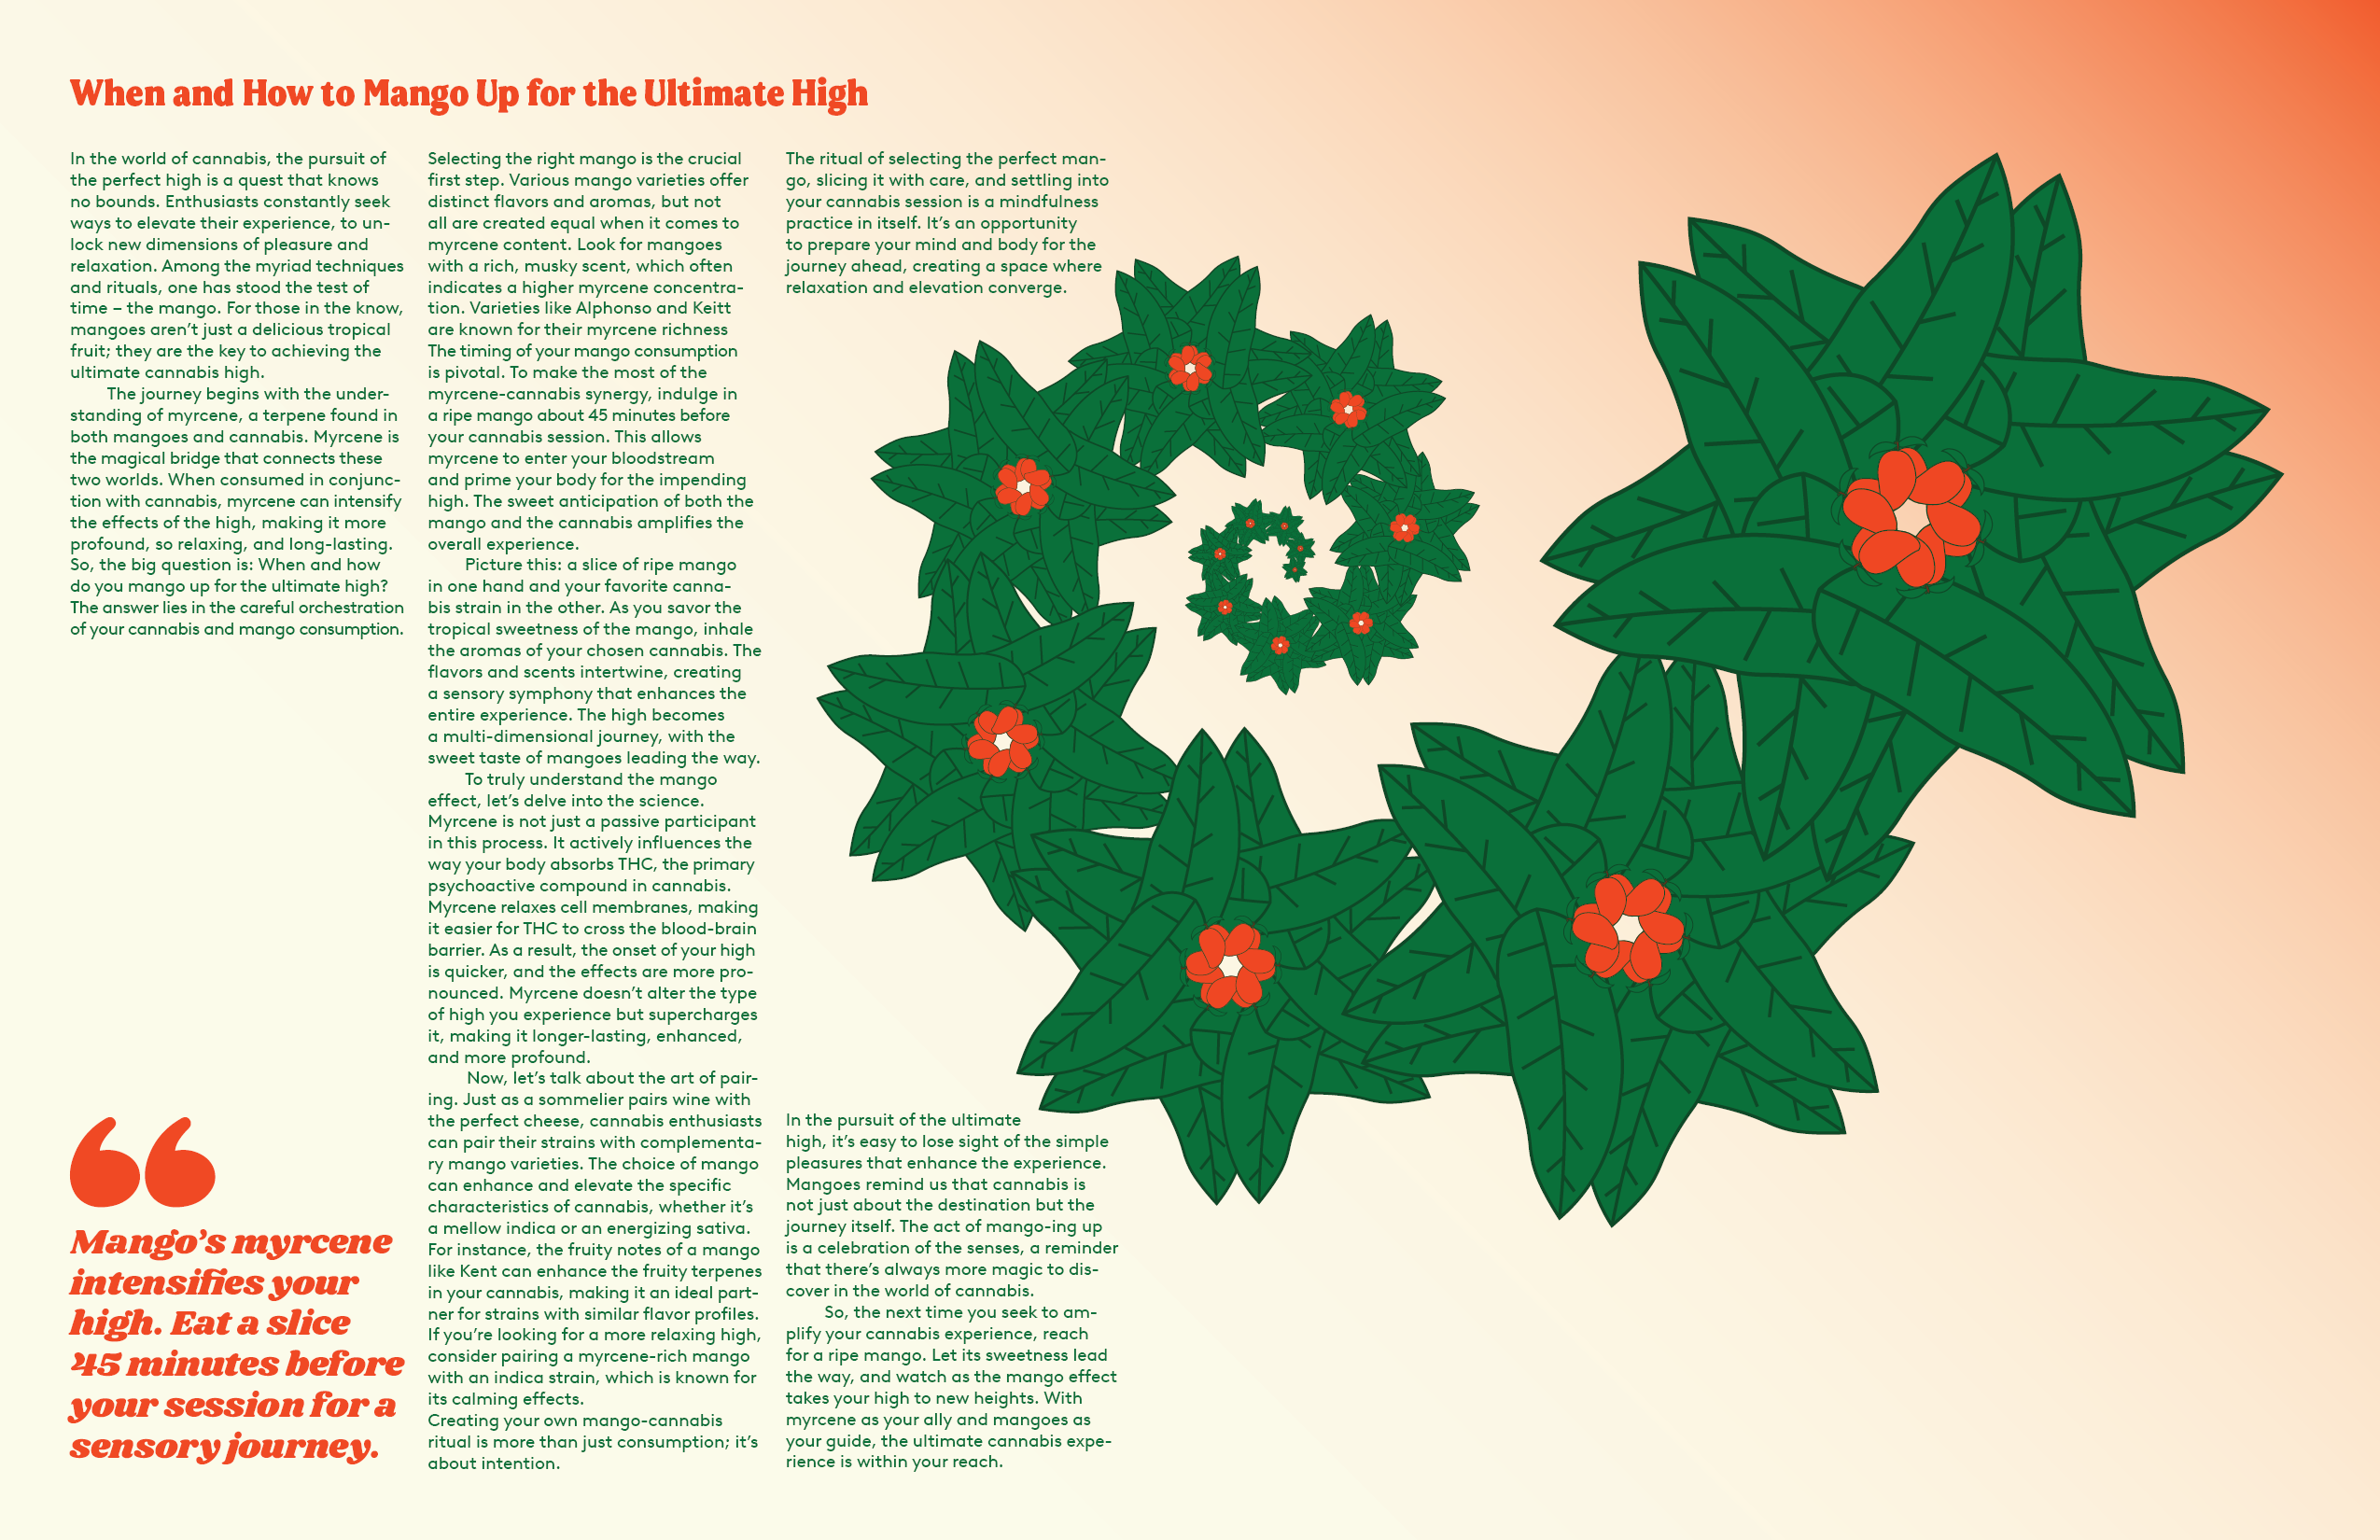 When and How to Mango Up for the Ultimate High
In the world of cannabis, the pursuit of
the perfect high is a quest that knows
no bounds. Enthusiasts constantly seek
ways to elevate their experience, to un-
lock new dimensions of pleasure and
relaxation. Among the myriad techniques
and rituals, one has stood the test of
time – the mango. For those in the know,
mangoes aren’t just a delicious tropical
fruit; they are the key to achieving the
ultimate cannabis high.
The journey begins with the under-
standing of myrcene, a terpene found in
both mangoes and cannabis. Myrcene is
the magical bridge that connects these
two worlds. When consumed in conjunc-
tion with cannabis, myrcene can intensify
the effects of the high, making it more
profound, so relaxing, and long-lasting.
So, the big question is: When and how
do you mango up for the ultimate high?
The answer lies in the careful orchestration
of your cannabis and mango consumption.
“
Mango’s myrcene
intensifies your
high. Eat a slice
45 minutes before
your session for a
sensory journey.
Selecting the right mango is the crucial
first step. Various mango varieties offer
distinct flavors and aromas, but not
all are created equal when it comes to
myrcene content. Look for mangoes
with a rich, musky scent, which often
indicates a higher myrcene concentra-
tion. Varieties like Alphonso and Keitt
are known for their myrcene richness
The timing of your mango consumption
is pivotal. To make the most of the
myrcene-cannabis synergy, indulge in
a ripe mango about 45 minutes before
your cannabis session. This allows
myrcene to enter your bloodstream
and prime your body for the impending
high. The sweet anticipation of both the
mango and the cannabis amplifies the
overall experience.
Picture this: a slice of ripe mango
in one hand and your favorite canna-
bis strain in the other. As you savor the
tropical sweetness of the mango, inhale
the aromas of your chosen cannabis. The
flavors and scents intertwine, creating
a sensory symphony that enhances the
entire experience. The high becomes
a multi-dimensional journey, with the
sweet taste of mangoes leading the way.
To truly understand the mango
effect, let’s delve into the science.
Myrcene is not just a passive participant
in this process. It actively influences the
way your body absorbs THC, the primary
psychoactive compound in cannabis.
Myrcene relaxes cell membranes, making
it easier for THC to cross the blood-brain
barrier. As a result, the onset of your high
is quicker, and the effects are more pro-
nounced. Myrcene doesn’t alter the type
of high you experience but supercharges
it, making it longer-lasting, enhanced,
and more profound.
Now, let’s talk about the art of pair-
ing. Just as a sommelier pairs wine with
the perfect cheese, cannabis enthusiasts
can pair their strains with complementa-
ry mango varieties. The choice of mango
can enhance and elevate the specific
characteristics of cannabis, whether it’s
a mellow indica or an energizing sativa.
For instance, the fruity notes of a mango
like Kent can enhance the fruity terpenes
in your cannabis, making it an ideal part-
ner for strains with similar flavor profiles.
If you’re looking for a more relaxing high,
consider pairing a myrcene-rich mango
with an indica strain, which is known for
its calming effects.
Creating your own mango-cannabis
ritual is more than just consumption; it’s
about intention.
The ritual of selecting the perfect man-
go, slicing it with care, and settling into
your cannabis session is a mindfulness
practice in itself. It’s an opportunity
to prepare your mind and body for the
journey ahead, creating a space where
relaxation and elevation converge.
In the pursuit of the ultimate
high, it’s easy to lose sight of the simple
pleasures that enhance the experience.
Mangoes remind us that cannabis is
not just about the destination but the
journey itself. The act of mango-ing up
is a celebration of the senses, a reminder
that there’s always more magic to dis-
cover in the world of cannabis.
So, the next time you seek to am-
plify your cannabis experience, reach
for a ripe mango. Let its sweetness lead
the way, and watch as the mango effect
takes your high to new heights. With
myrcene as your ally and mangoes as
your guide, the ultimate cannabis expe-
rience is within your reach.